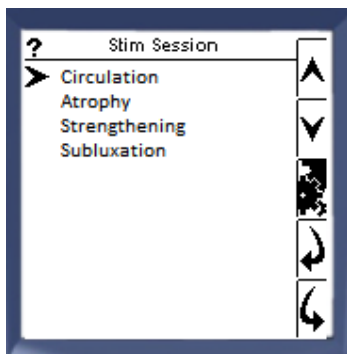 ? Stim Session
Circulation
Atrophy
Strengthening
Subluxation